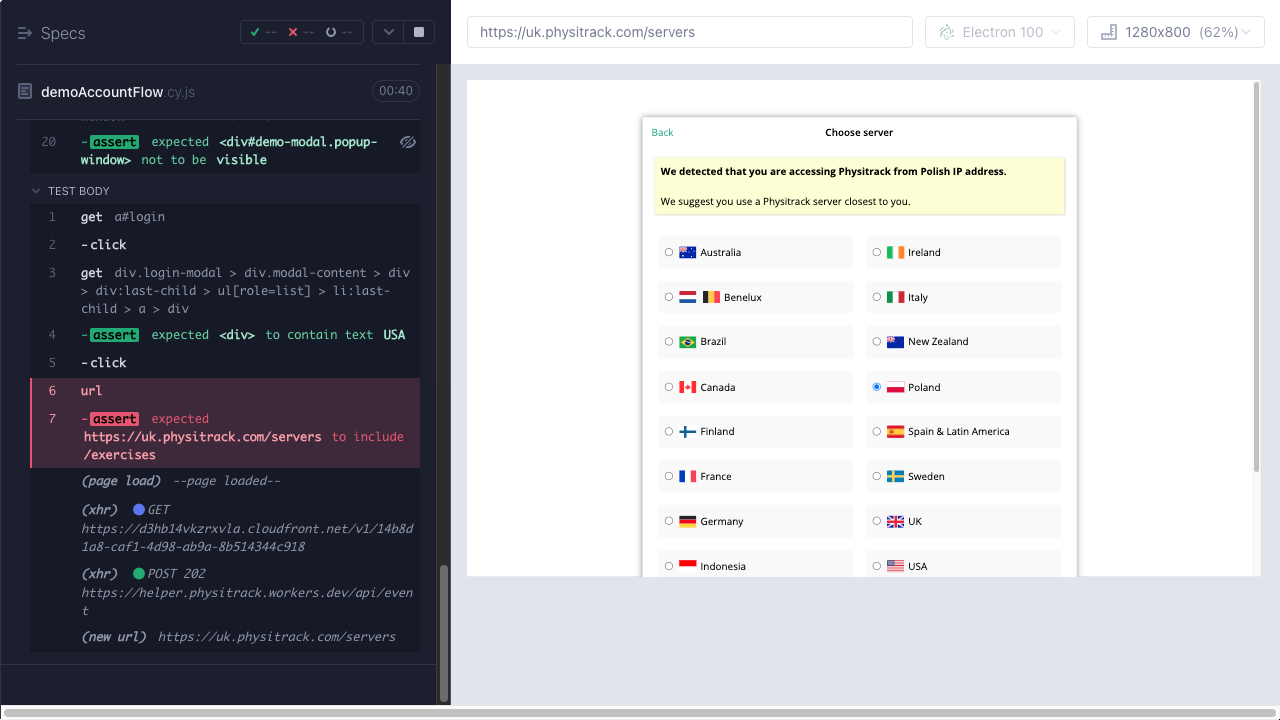 Specs
-- -- --
demoAccountFlow.cy.js 00:40
20 -assert expected <div#demo-modal.popup-
window> not to be visible
TEST BODY
1 get a#login
2 -click
3 get div.login-modal > div.modal-content > div
> div:last-child > ul[role=list] > li:last-
child > a > div
4 -assert expected <div> to contain text USA
5 -click
6 url
7 -assert expected
https://uk.physitrack.com/servers to include
/exercises
(page load) --page loaded--
(xhr) GET
https://d3hb14vkzrxvla.cloudfront.net/v1/14b8d
1a8-caf1-4d98-ab9a-8b514344c918
(xhr) POST 202
https://helper.physitrack.workers.dev/api/even
t
(new url) https://uk.physitrack.com/servers
https://uk.physitrack.com/servers
Electron 100
1280x800 (62%)
Back
Choose server
We detected that you are accessing Physitrack from Polish IP address.
We suggest you use a Physitrack server closest to you.
Australia
Ireland
Benelux
Italy
Brazil
New Zealand
Canada
Poland
Finland
Spain & Latin America
France
Sweden
Germany
UK
Indonesia
USA